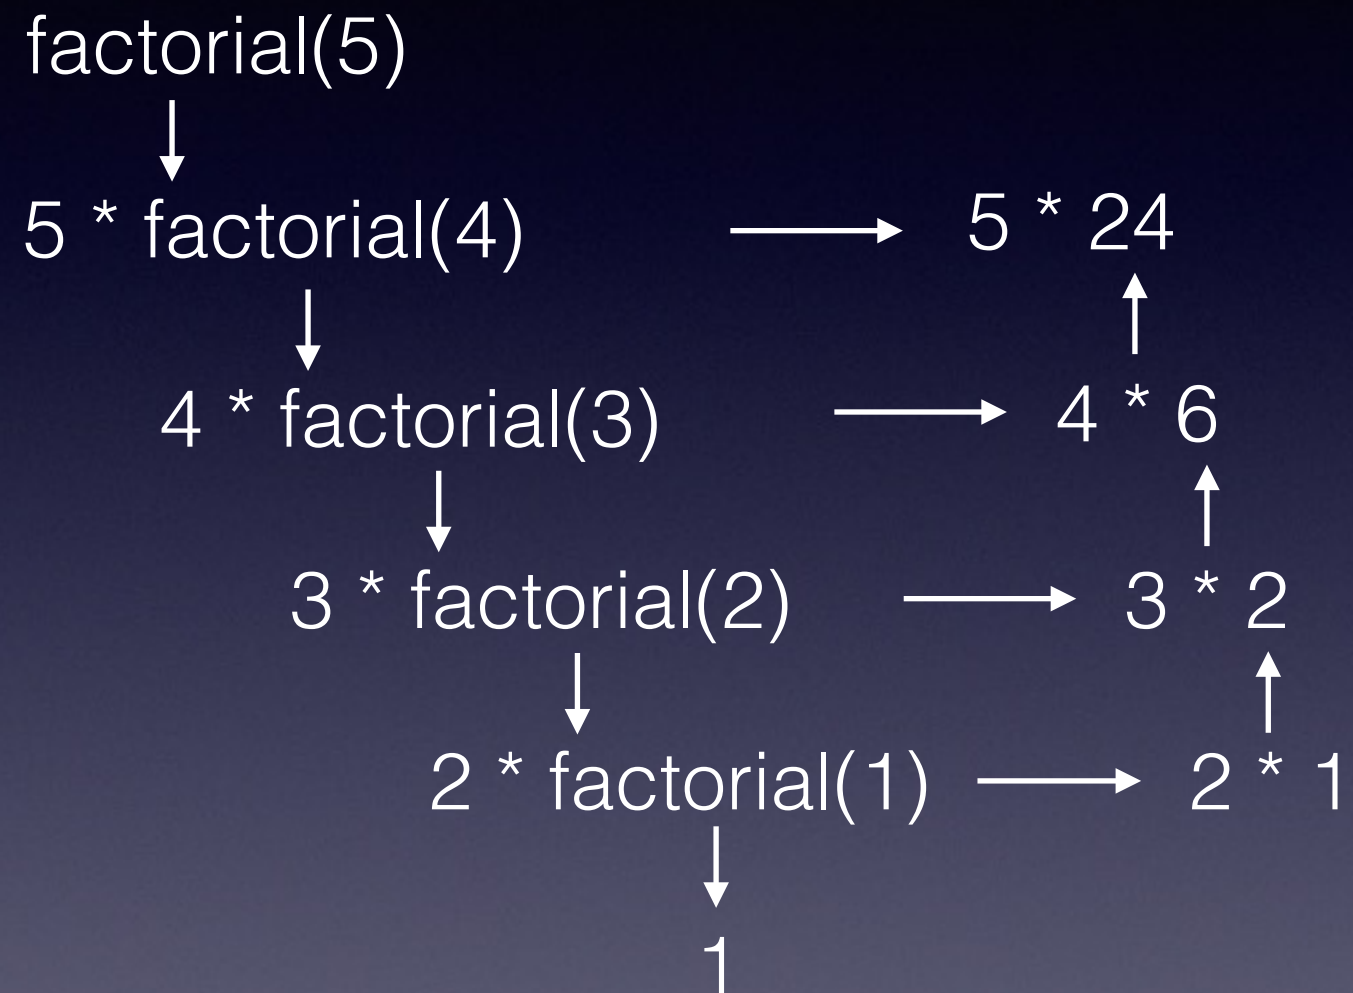 factorial(5)
5 * factorial(4) 5 * 24
4 * factorial(3) 4 * 6
3 * factorial(2) 3 * 2
2 * factorial(1) 2 * 1
1